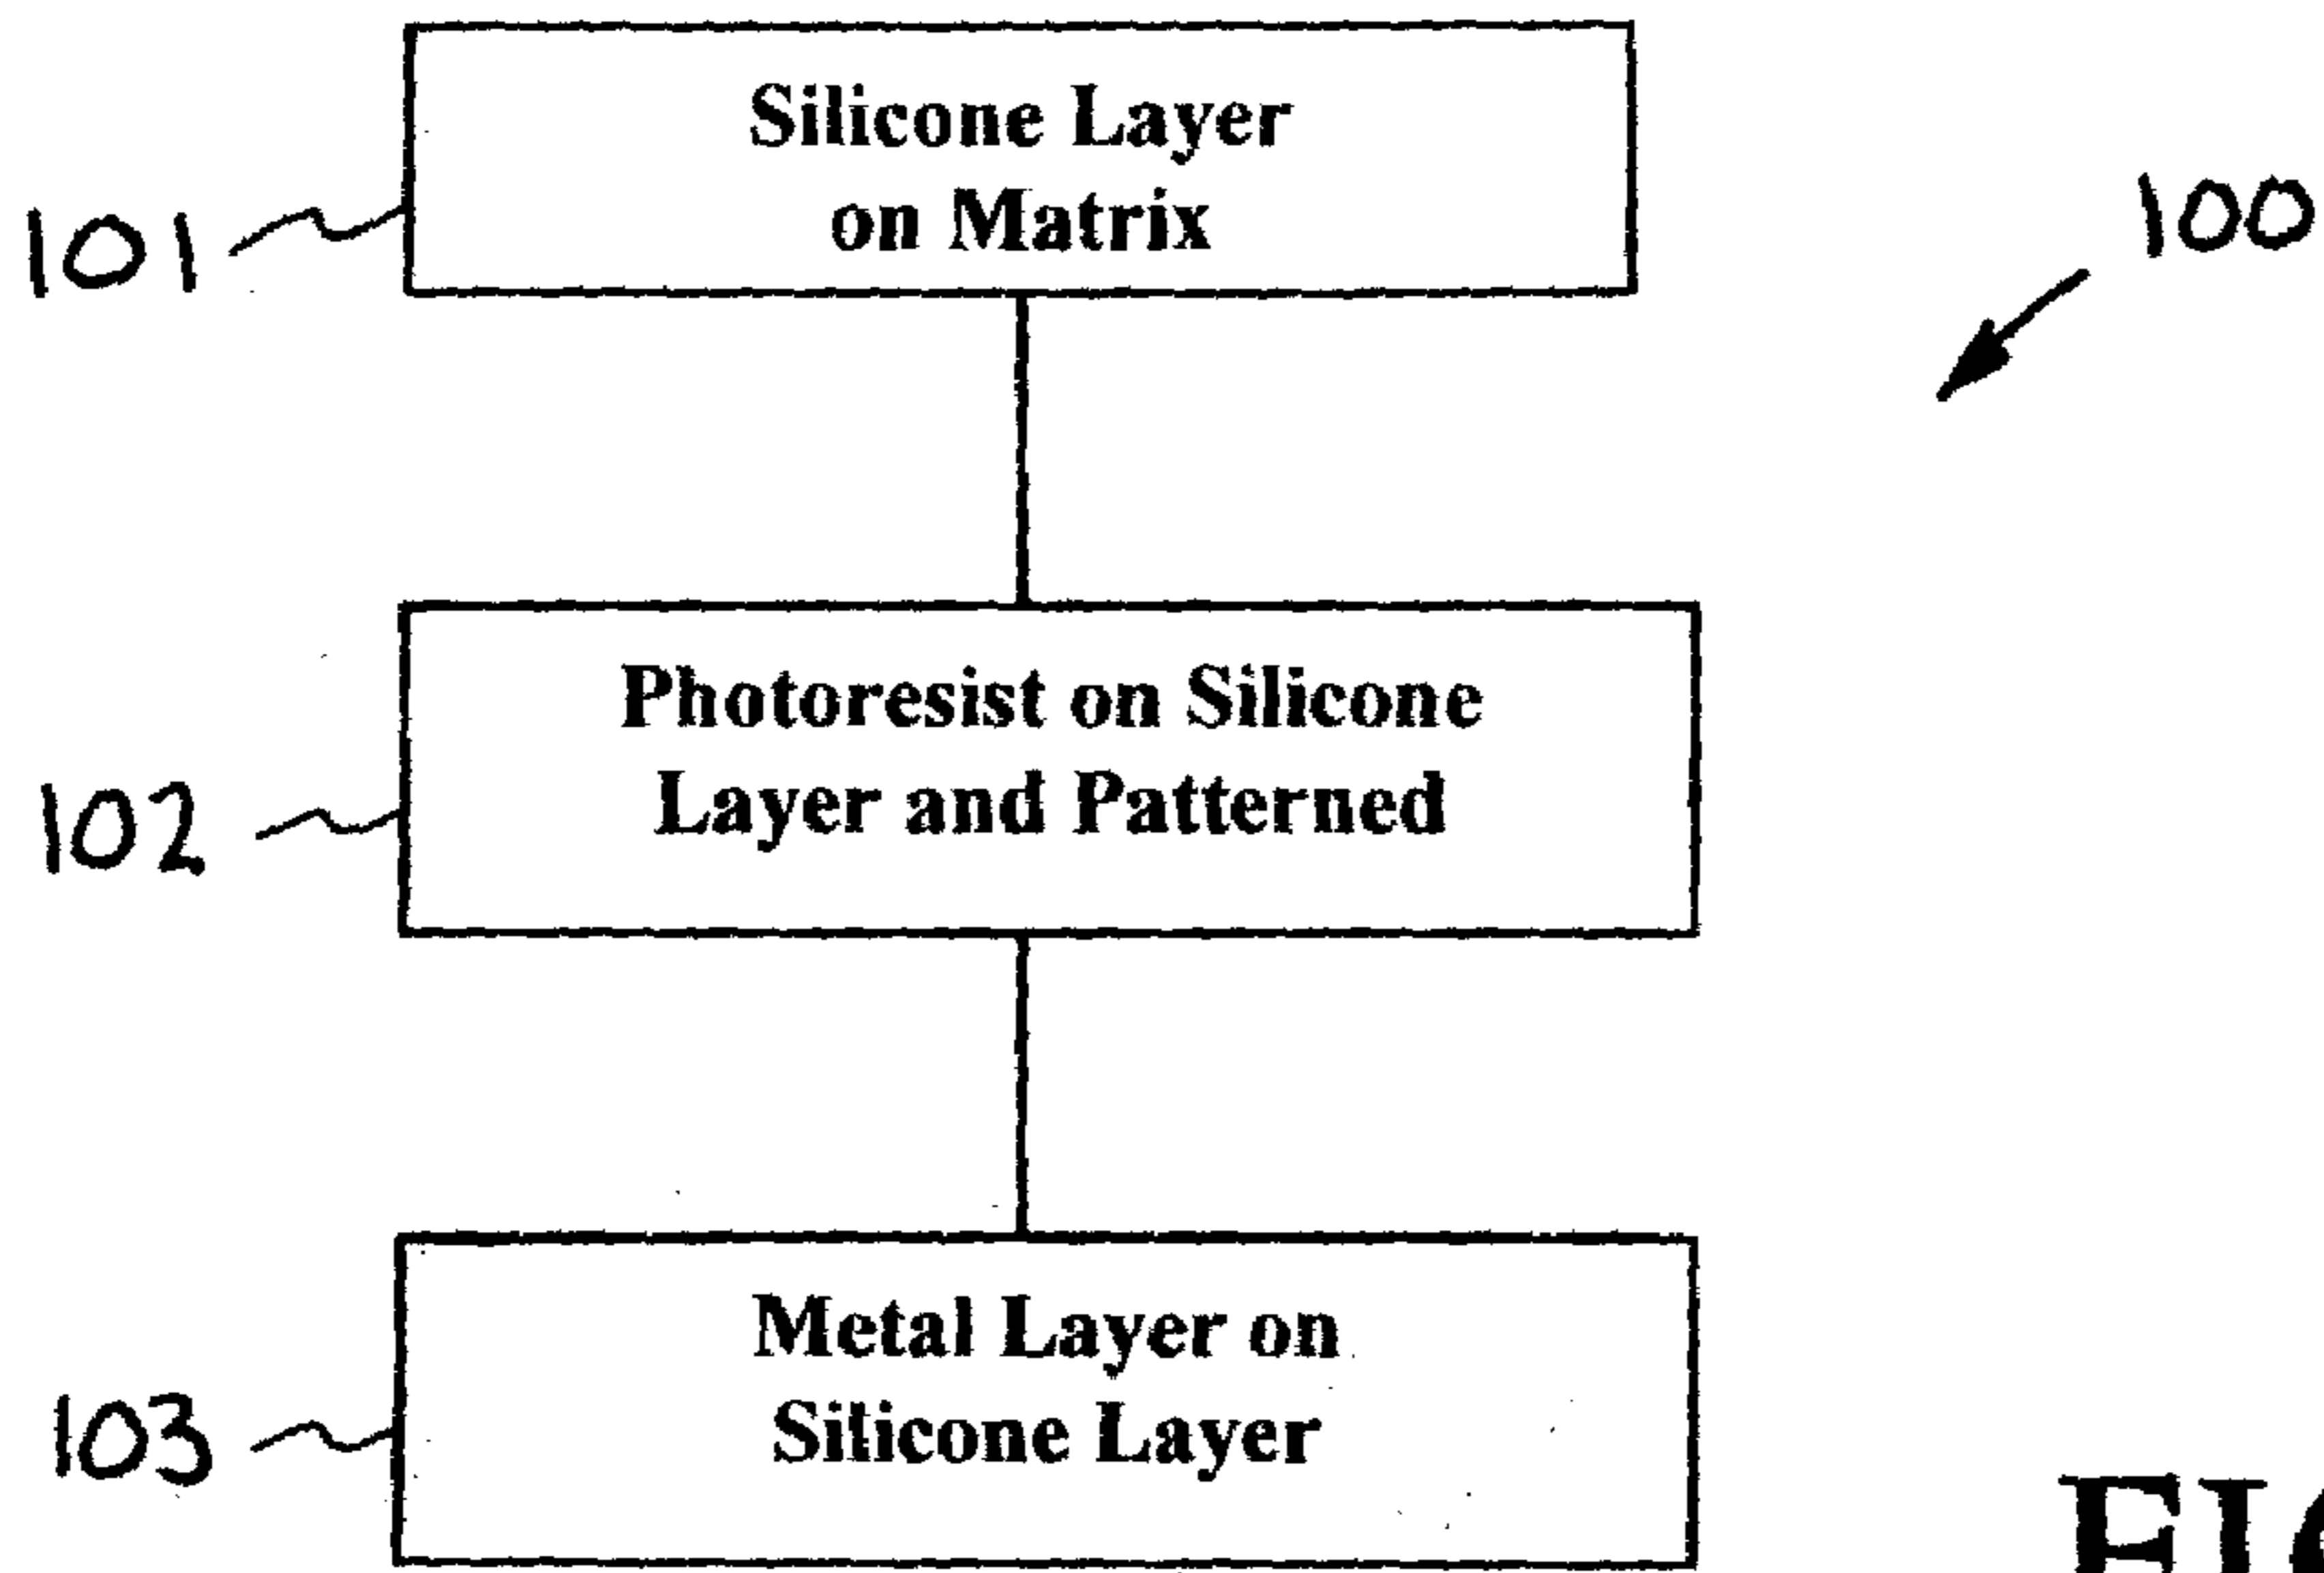 Silicone Layer
on Matrix
101
100
Photoresist on Silicone
Layer and Patterned
102
Metal Layer on
Silicone Layer
103